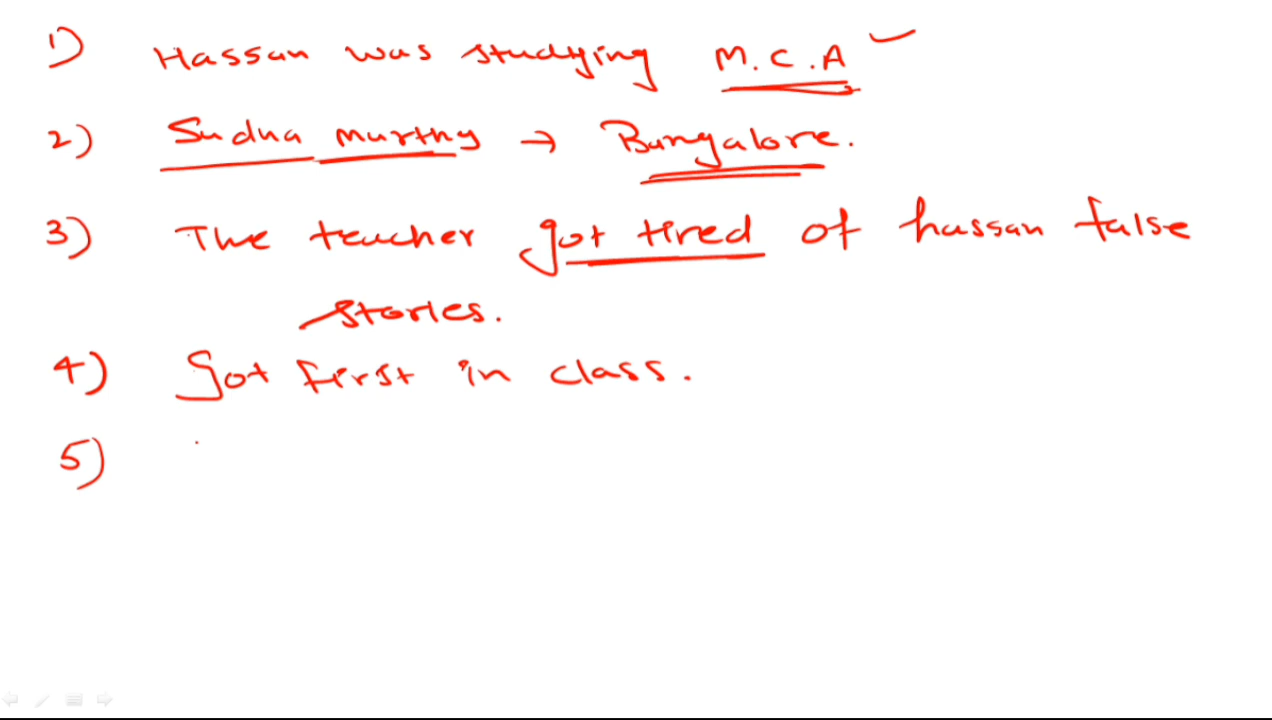 1) Hassan was studying M.C.A
2) Sudha Murthy → Bangalore.
3) The teacher got tired of hassan false
stories.
4) Got first in class.
5)